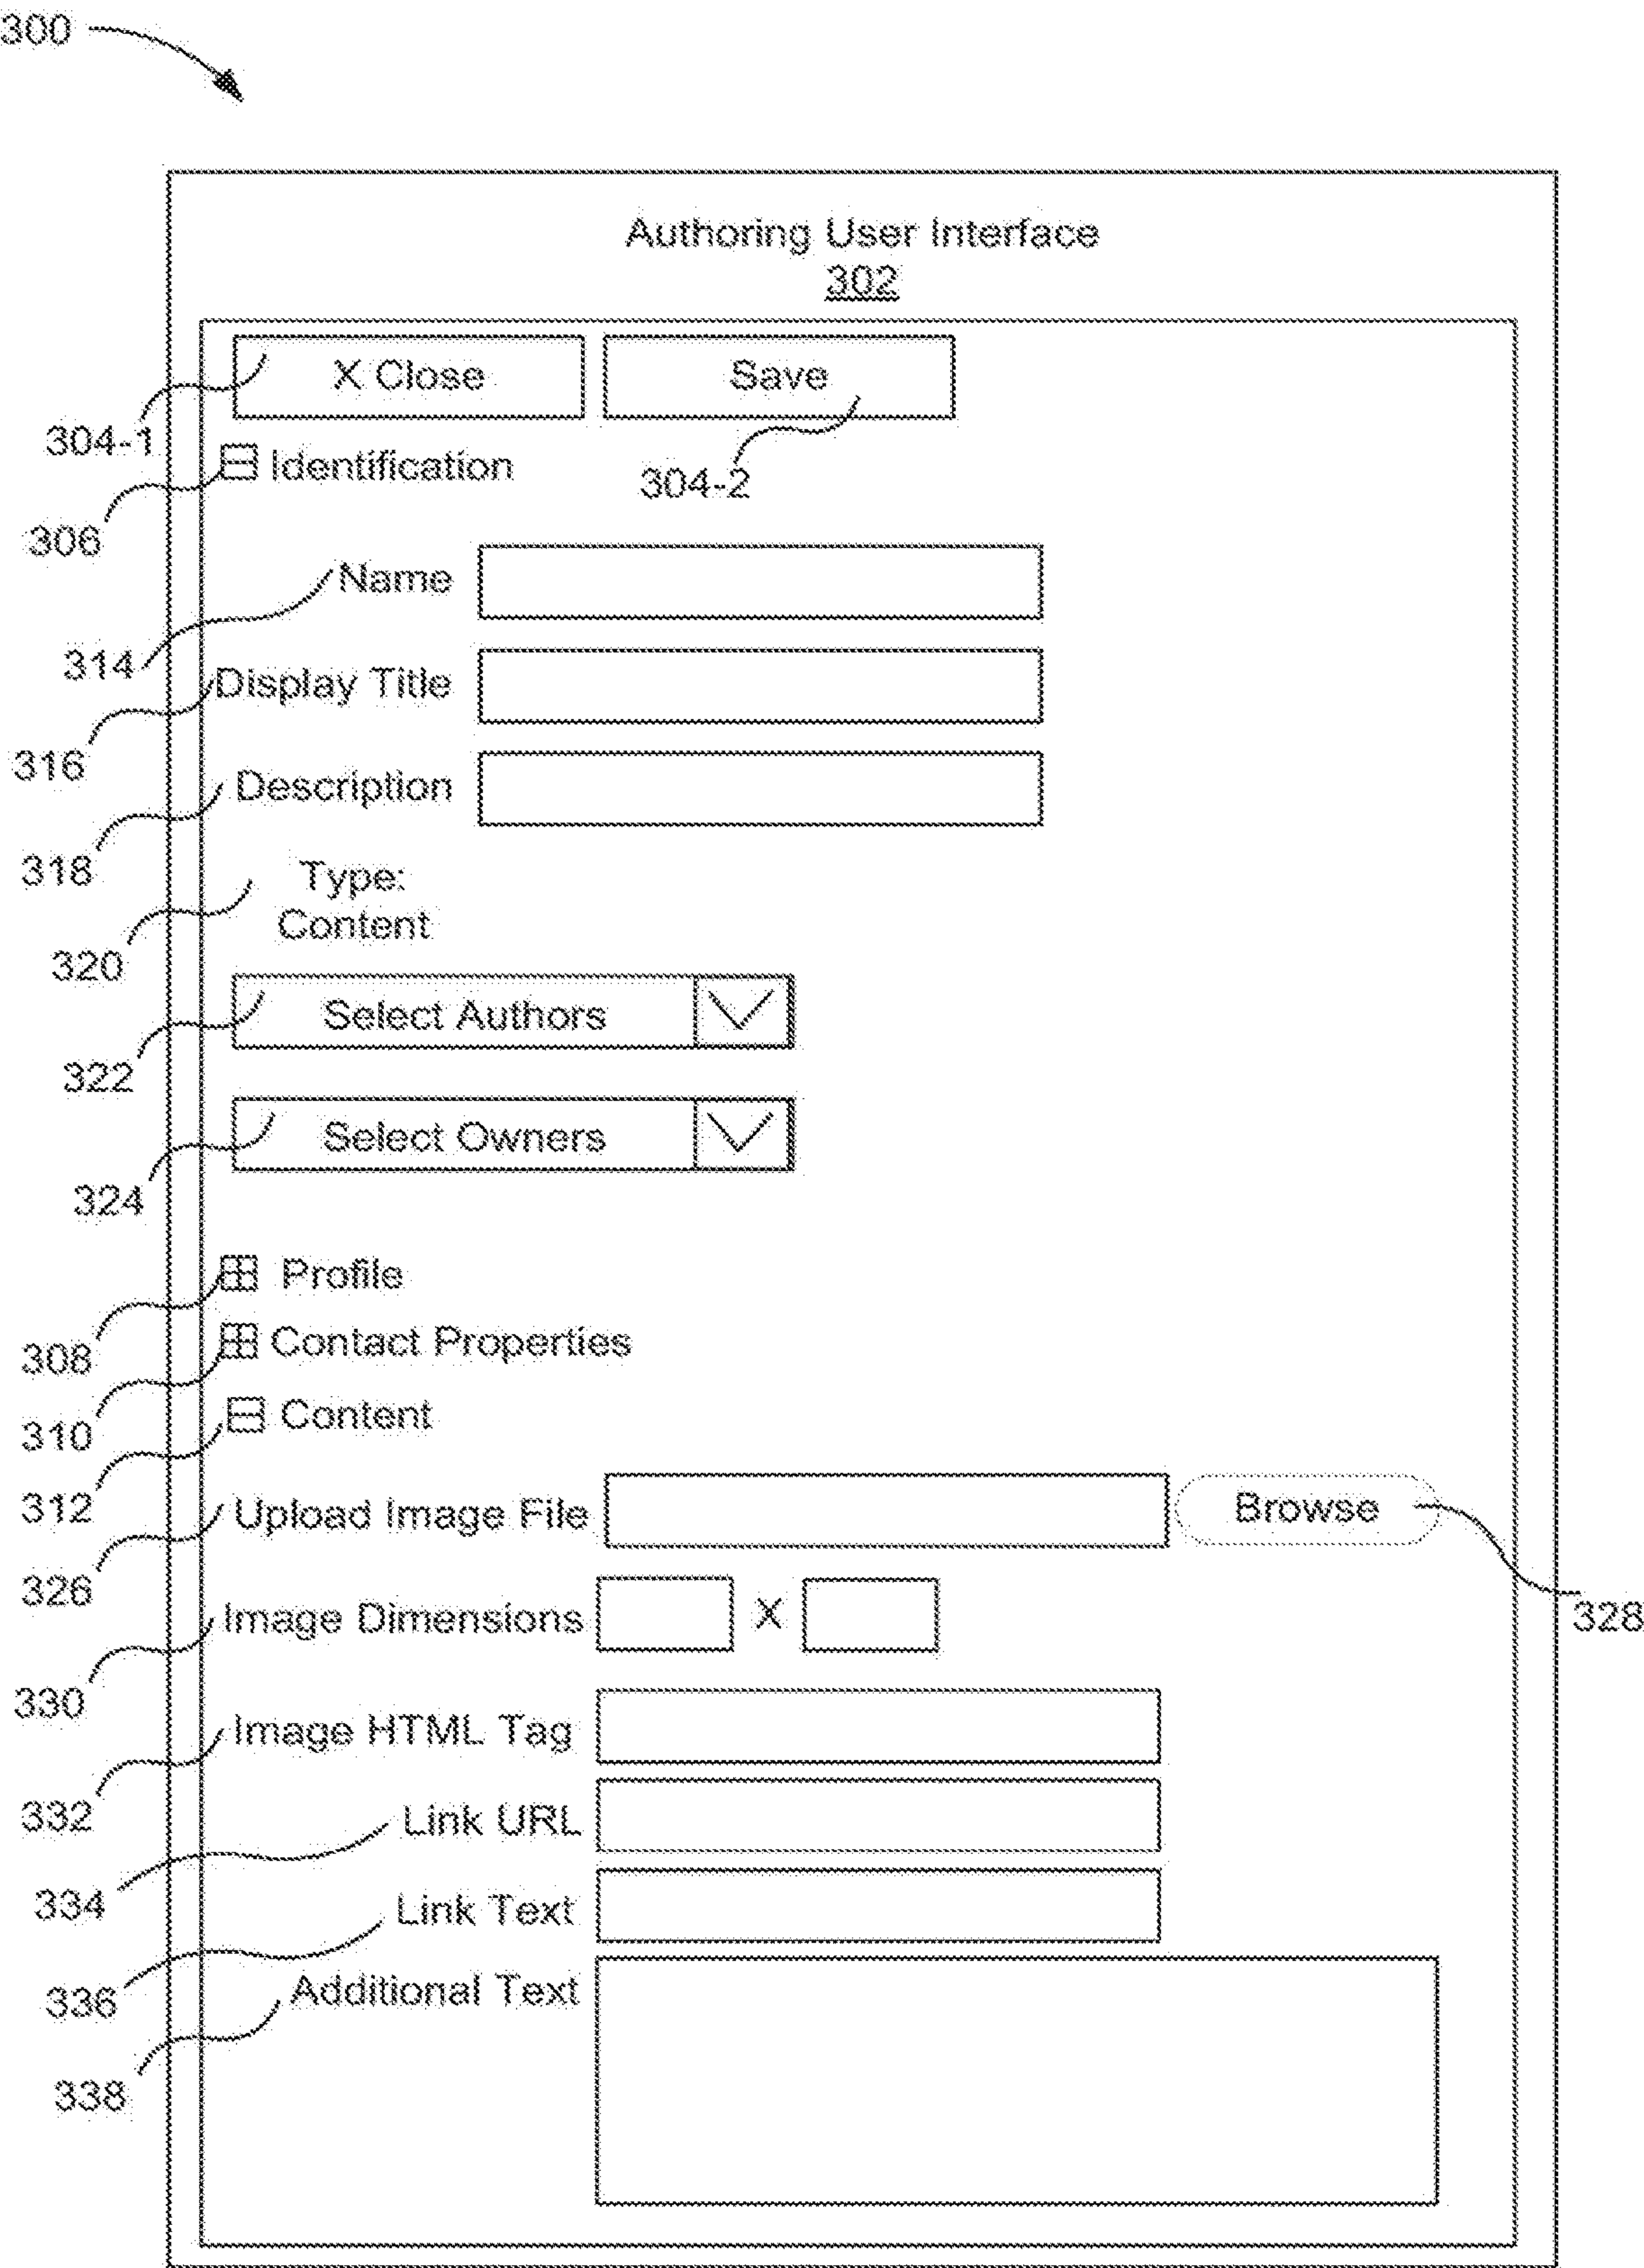 300
Authoring User Interface
302
X Close
Save
304-1
304-2
Identification
306
Name
314
Display Title
316
Description
318
Type:
Content
320
Select Authors
322
Select Owners
324
Profile
308
Contact Properties
310
Content
312
Upload Image File
Browse
326
328
Image Dimensions
X
330
Image HTML Tag
332
Link URL
334
Link Text
336
Additional Text
338